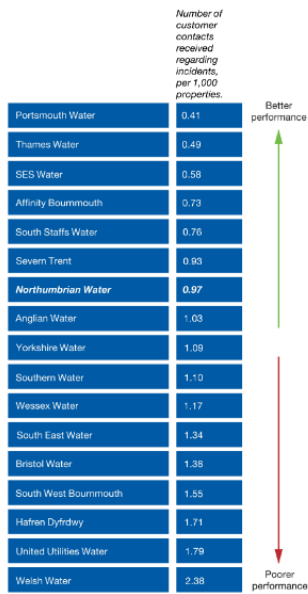 Number of
customer
contacts
received
regarding
incidents,
per 1,000
properties.
Better
performance
Portsmouth Water 0.41
Thames Water 0.49
SES Water 0.58
Affinity Bournmouth 0.73
South Staffs Water 0.76
Severn Trent 0.93
Northumbrian Water 0.97
Anglian Water 1.03
Yorkshire Water 1.09
Southern Water 1.10
Wessex Water 1.17
South East Water 1.34
Bristol Water 1.38
South West Bournmouth 1.55
Hafren Dyfrdwy 1.71
United Utilities Water 1.79
Welsh Water 2.38
Poorer
performance